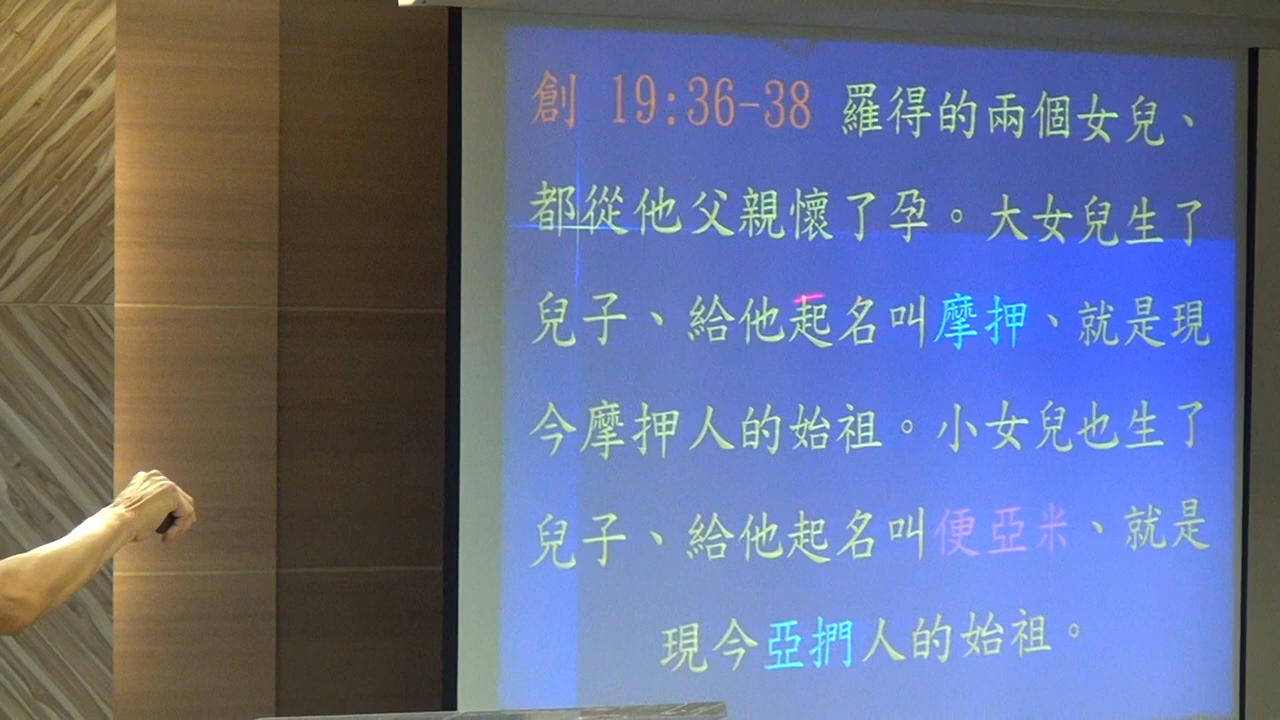 創 19:36-38 羅得的兩個女兒、
都從他父親懷了孕。大女兒生了
兒子、給他起名叫摩押、就是現
今摩押人的始祖。小女兒也生了
兒子、給他起名叫便亞米、就是
現今亞捫人的始祖。